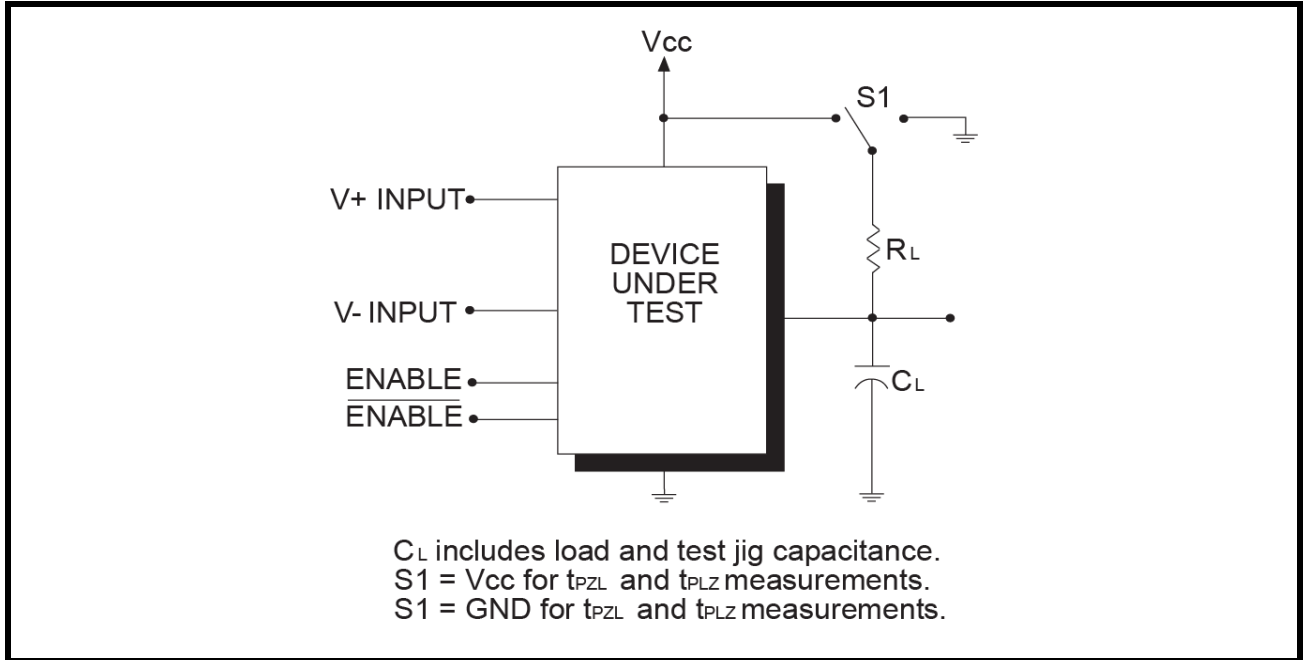 Vcc
S1
V+ INPUT
RL
DEVICE
UNDER
TEST
V- INPUT
ENABLE
CL
ENABLE
CL includes load and test jig capacitance.
S1 = Vcc for tPZL and tPLZ measurements.
S1 = GND for tPZL and tPLZ measurements.